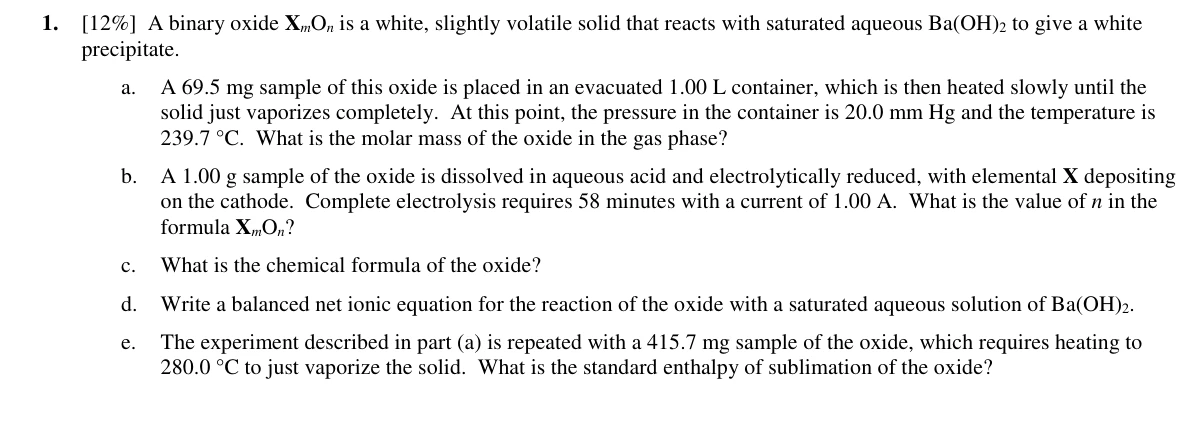 1. [12%] A binary oxide XmOn is a white, slightly volatile solid that reacts with saturated aqueous Ba(OH)2 to give a white
precipitate.
a. A 69.5 mg sample of this oxide is placed in an evacuated 1.00 L container, which is then heated slowly until the
solid just vaporizes completely. At this point, the pressure in the container is 20.0 mm Hg and the temperature is
239.7 °C. What is the molar mass of the oxide in the gas phase?
b. A 1.00 g sample of the oxide is dissolved in aqueous acid and electrolytically reduced, with elemental X depositing
on the cathode. Complete electrolysis requires 58 minutes with a current of 1.00 A. What is the value of n in the
formula XmOn?
c. What is the chemical formula of the oxide?
d. Write a balanced net ionic equation for the reaction of the oxide with a saturated aqueous solution of Ba(OH)2.
e. The experiment described in part (a) is repeated with a 415.7 mg sample of the oxide, which requires heating to
280.0 °C to just vaporize the solid. What is the standard enthalpy of sublimation of the oxide?